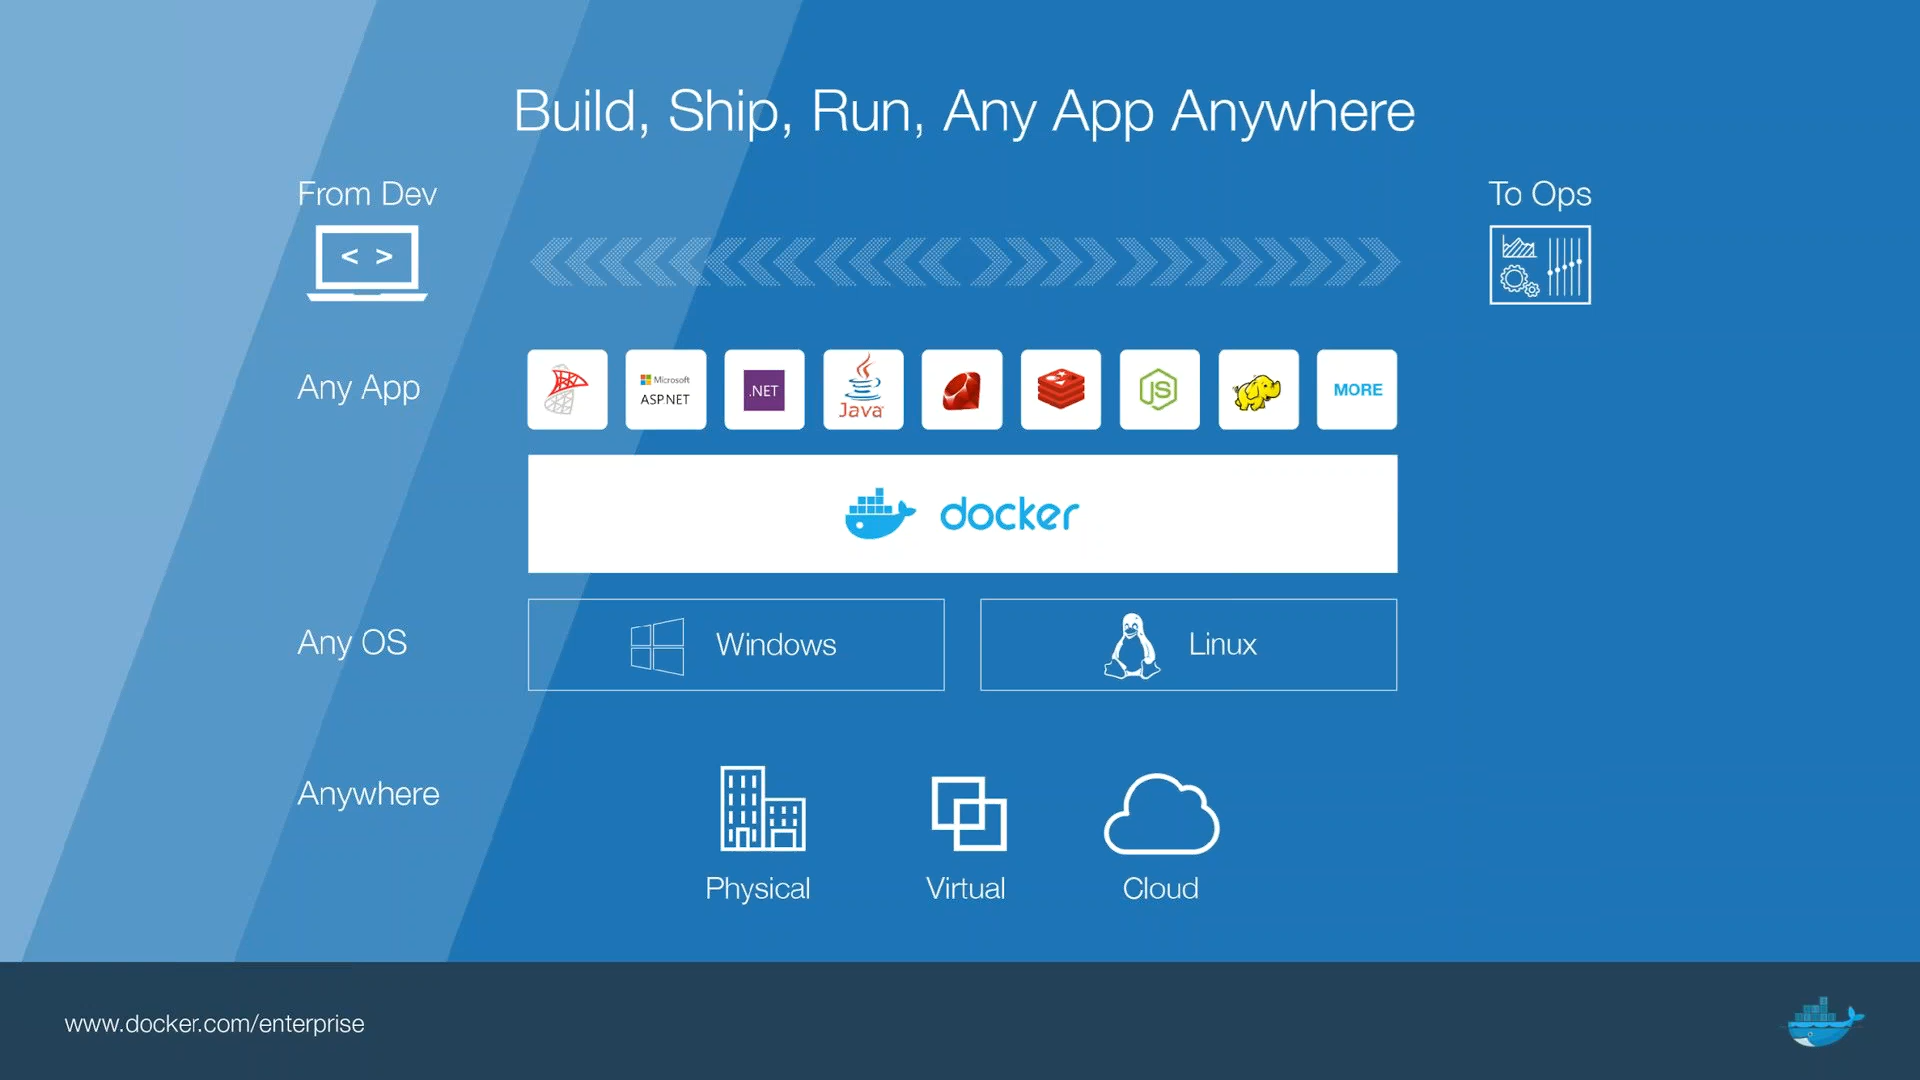 Build, Ship, Run, Any App Anywhere
From Dev
To Ops
< >
Any App
Microsoft
ASP.NET
.NET
Java
JS
MORE
docker
Any OS
Windows
Linux
Anywhere
Physical
Virtual
Cloud
www.docker.com/enterprise